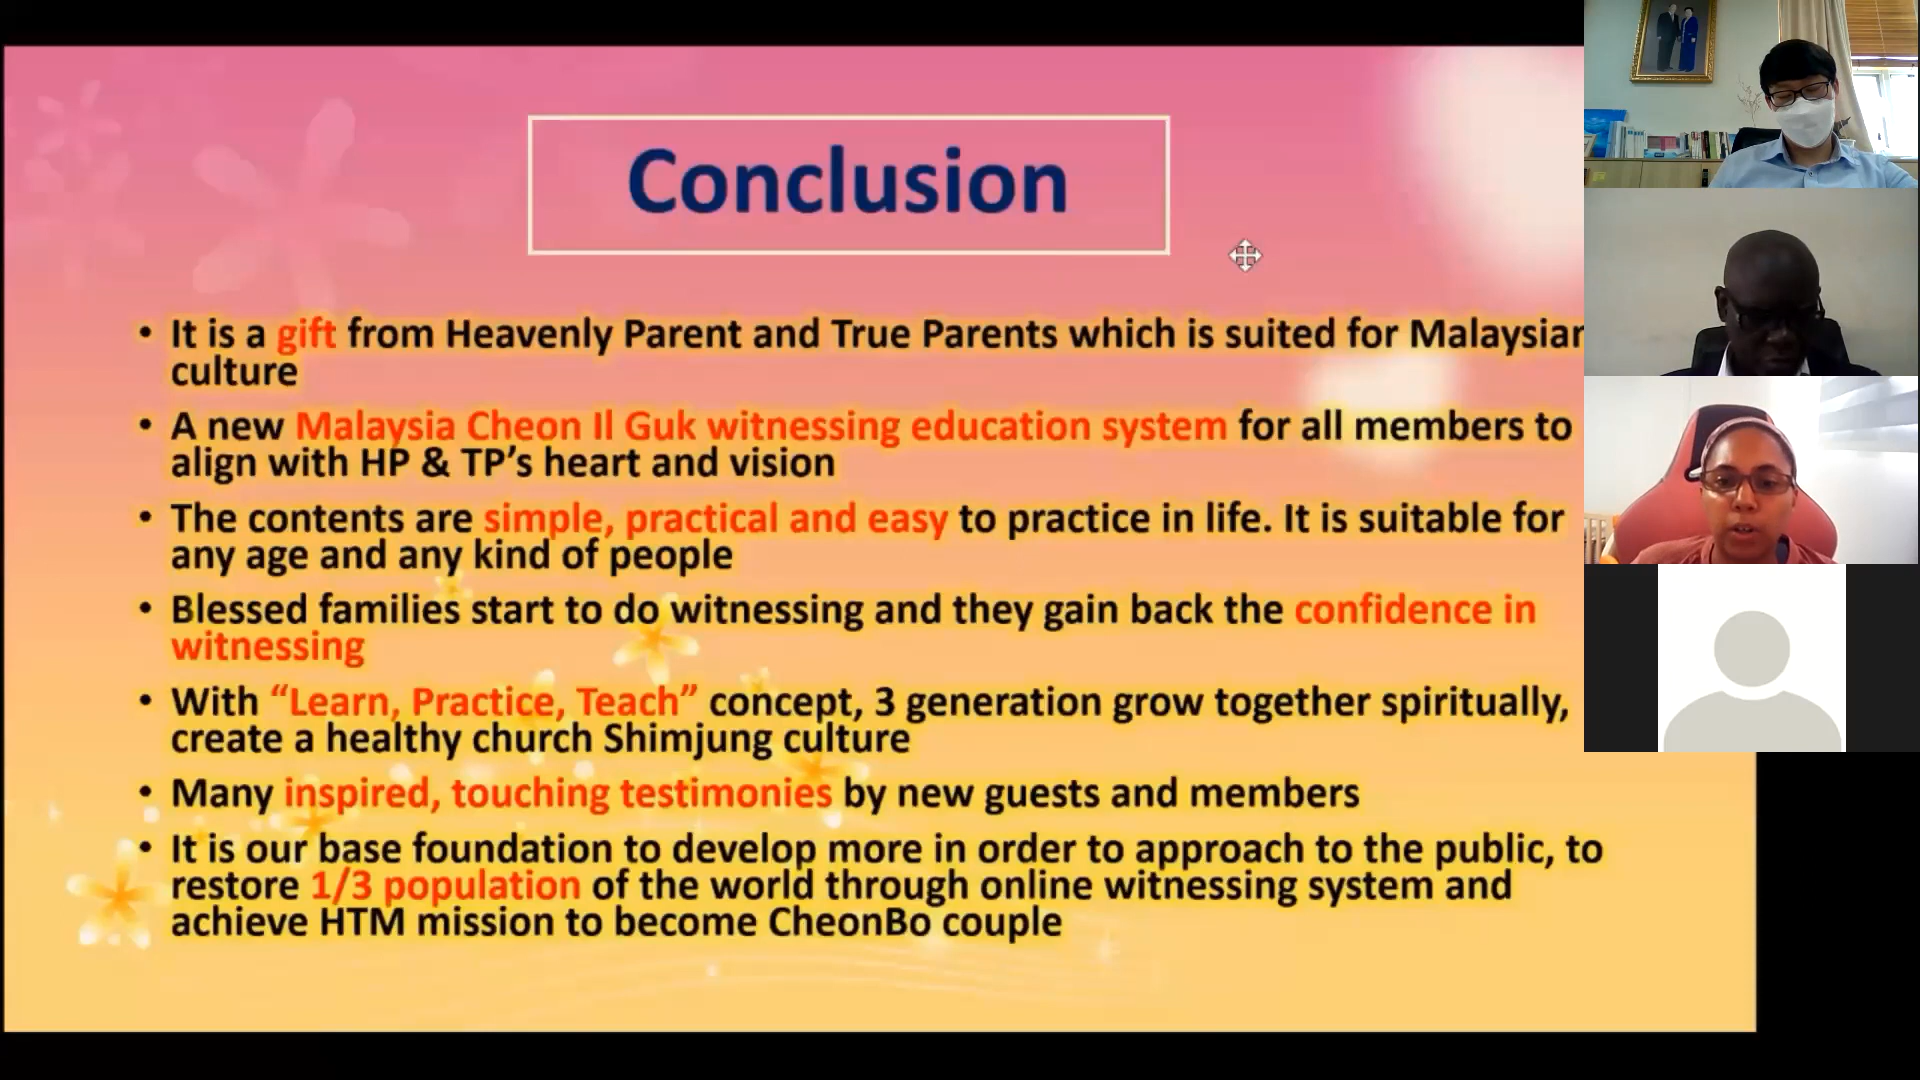 Conclusion
• It is a gift from Heavenly Parent and True Parents which is suited for Malaysian
culture
• A new Malaysia Cheon Il Guk witnessing education system for all members to
align with HP & TP’s heart and vision
• The contents are simple, practical and easy to practice in life. It is suitable for
any age and any kind of people
• Blessed families start to do witnessing and they gain back the confidence in
witnessing
• With “Learn, Practice, Teach” concept, 3 generation grow together spiritually,
create a healthy church Shimjung culture
• Many inspired, touching testimonies by new guests and members
• It is our base foundation to develop more in order to approach to the public, to
restore 1/3 population of the world through online witnessing system and
achieve HTM mission to become CheonBo couple